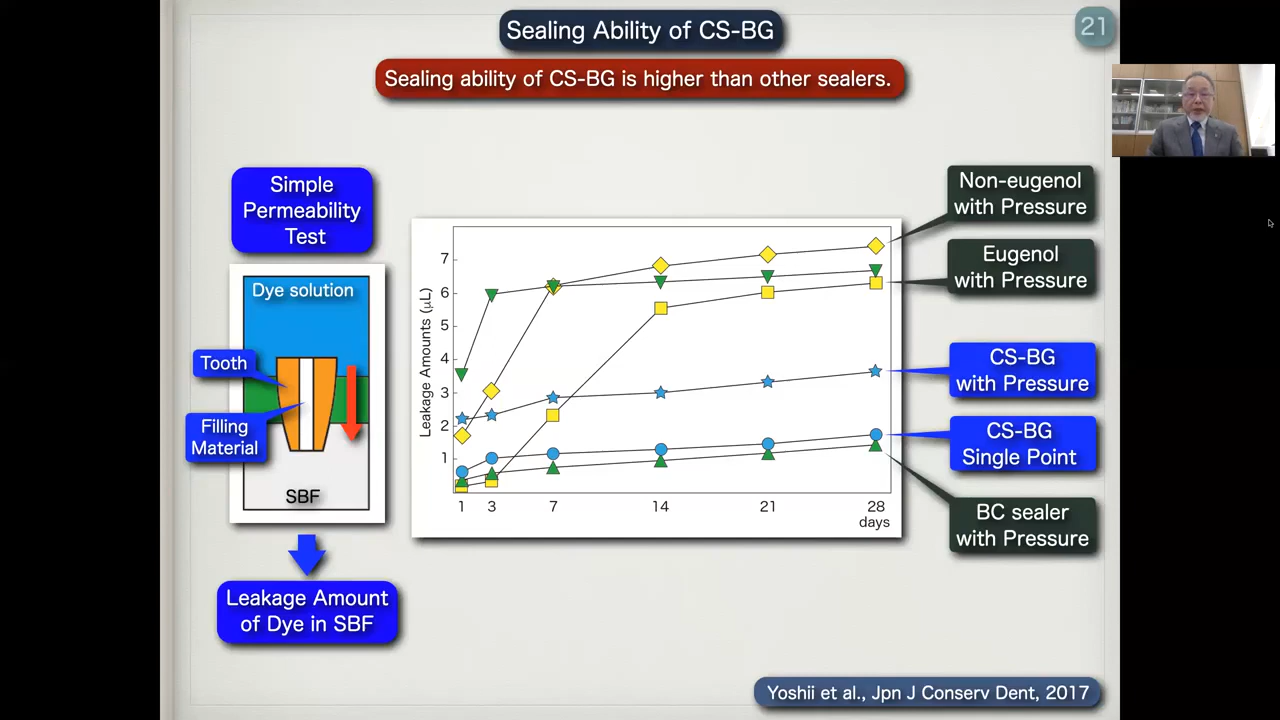 Sealing Ability of CS-BG
21
Sealing ability of CS-BG is higher than other sealers.
Simple
Permeability
Test
Dye solution
Tooth
Filling
Material
SBF
Leakage Amount
of Dye in SBF
Leakage Amounts (μL)
7
6
5
4
3
2
1
1 3 7 14 21 28
days
Non-eugenol
with Pressure
Eugenol
with Pressure
CS-BG
with Pressure
CS-BG
Single Point
BC sealer
with Pressure
Yoshii et al., Jpn J Conserv Dent, 2017